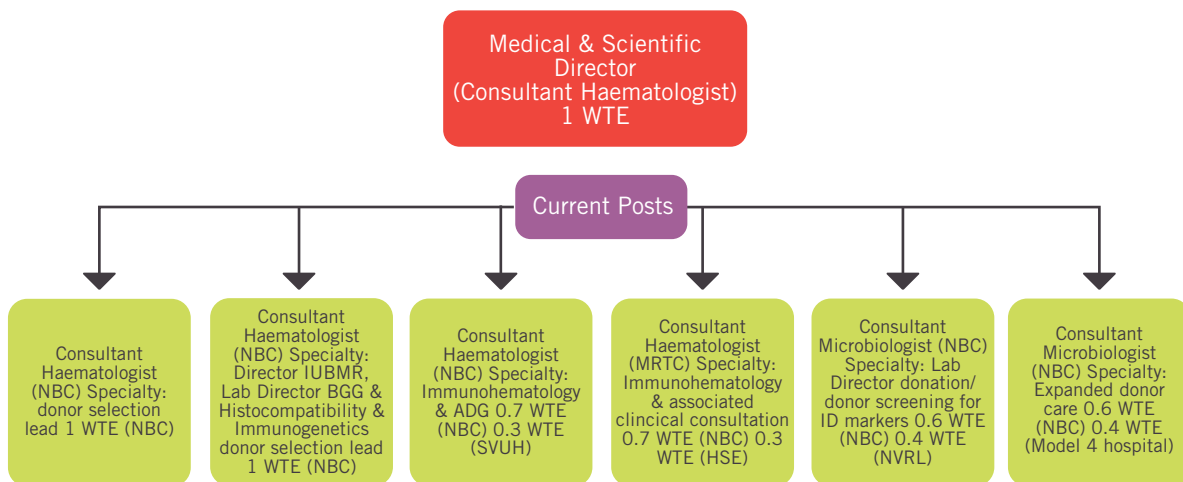 Medical & Scientific
Director
(Consultant Haematologist)
1 WTE
Current Posts
Consultant
Haematologist
(NBC) Specialty:
donor selection
lead 1 WTE (NBC)
Consultant
Haematologist
(NBC) Specialty:
Director IUBMR,
Lab Director BGG &
Histocompatibility &
Immunogenetics
donor selection lead
1 WTE (NBC)
Consultant
Haematologist
(NBC) Specialty:
Immunohematology
& ADG 0.7 WTE
(NBC) 0.3 WTE
(SVUH)
Consultant
Haematologist
(MRTC) Specialty:
Immunohematology
& associated
clincical consultation
0.7 WTE (NBC) 0.3
WTE (HSE)
Consultant
Microbiologist (NBC)
Specialty: Lab
Director donation/
donor screening for
ID markers 0.6 WTE
(NBC) 0.4 WTE
(NVRL)
Consultant
Microbiologist
(NBC) Specialty:
Expanded donor
care 0.6 WTE
(NBC) 0.4 WTE
(Model 4 hospital)